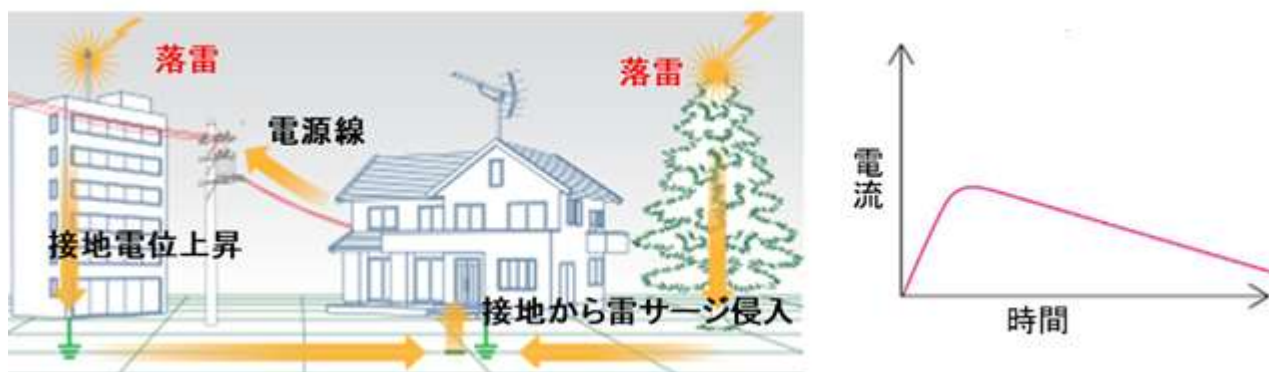 落雷
落雷
電源線
接地電位上昇
接地から雷サージ侵入
電流
時間